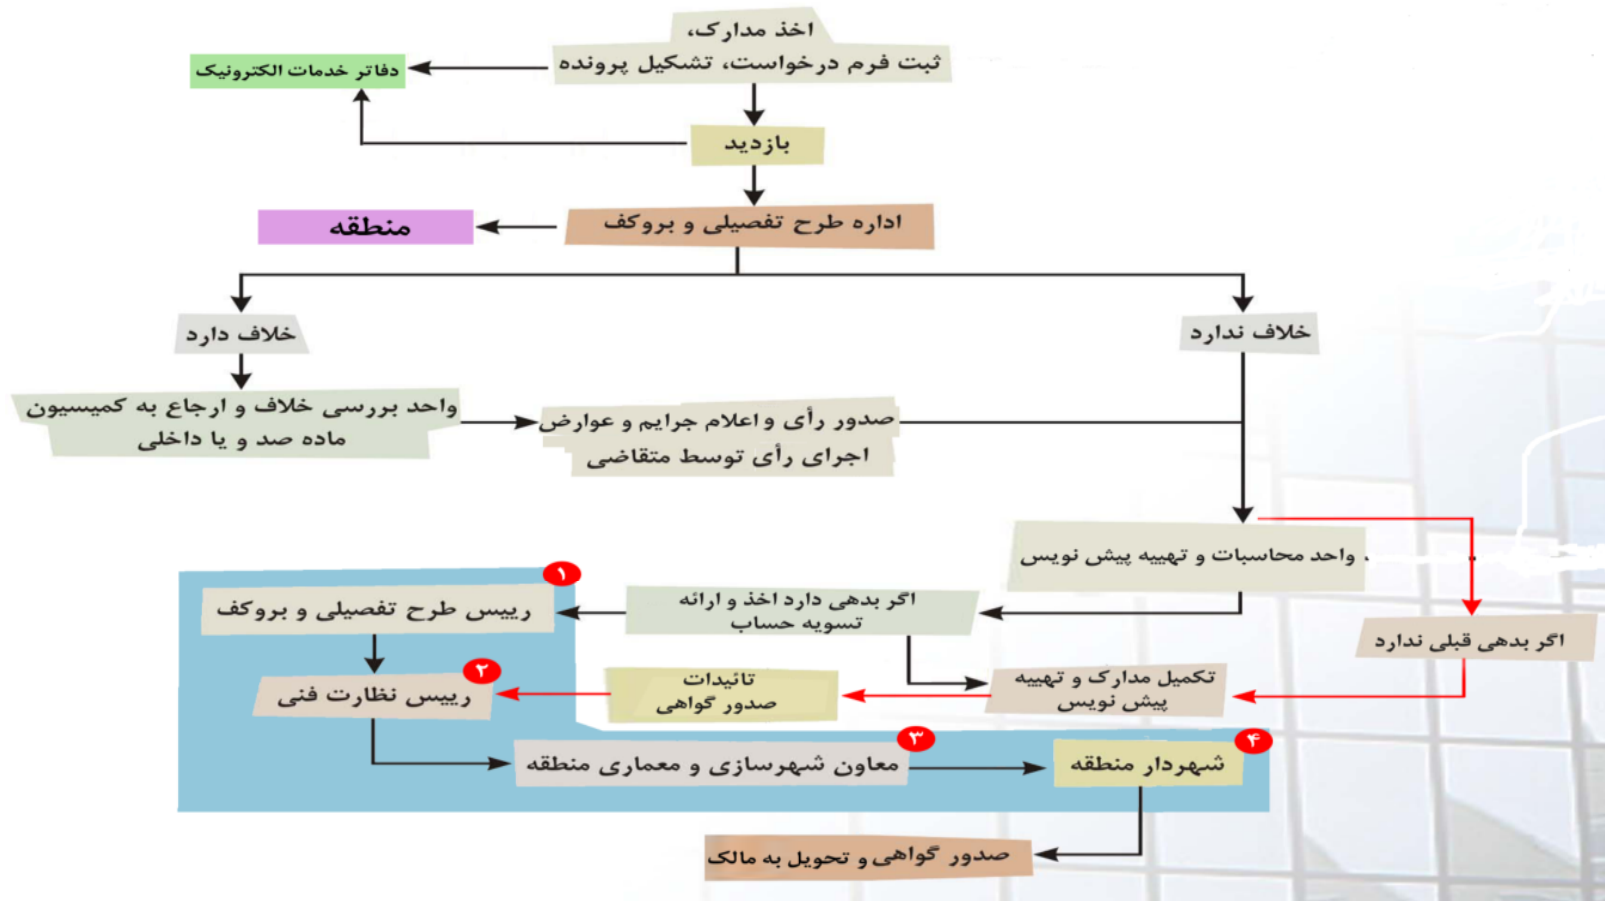 اخذ مدارک،
ثبت فرم درخواست، تشکیل پرونده
دفاتر خدمات الکترونیک
بازدید
اداره طرح تفصیلی و بروکف
منطقه
خلاف ندارد
خلاف دارد
واحد بررسی خلاف و ارجاع به کمیسیون
ماده صد و یا داخلی
صدور رأی و اعلام جرایم و عوارض
اجرای رأی توسط متقاضی
واحد محاسبات و تهییه پیش نویس
اگر بدهی قبلی ندارد
اگر بدهی دارد اخذ و ارائه
تسویه حساب
۱
رییس طرح تفصیلی و بروکف
تکمیل مدارک و تهییه
پیش نویس
تائیدات
صدور گواهی
۲
رییس نظارت فنی
۳
معاون شهرسازی و معماری منطقه
۴
شهردار منطقه
صدور گواهی و تحویل به مالک